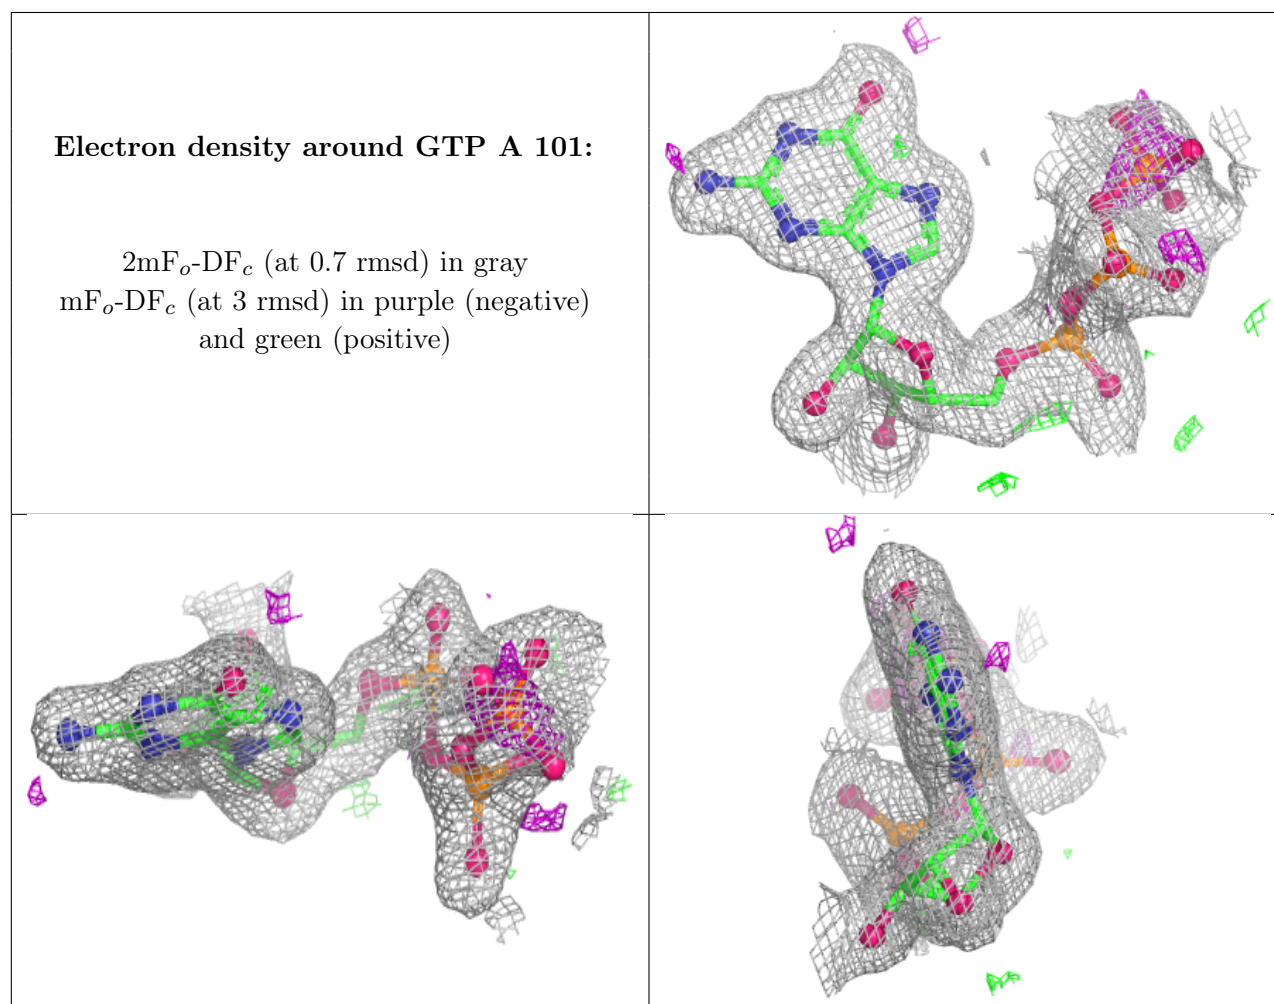 Electron density around GTP A 101:
2mFo-DFc (at 0.7 rmsd) in gray
mFo-DFc (at 3 rmsd) in purple (negative)
and green (positive)